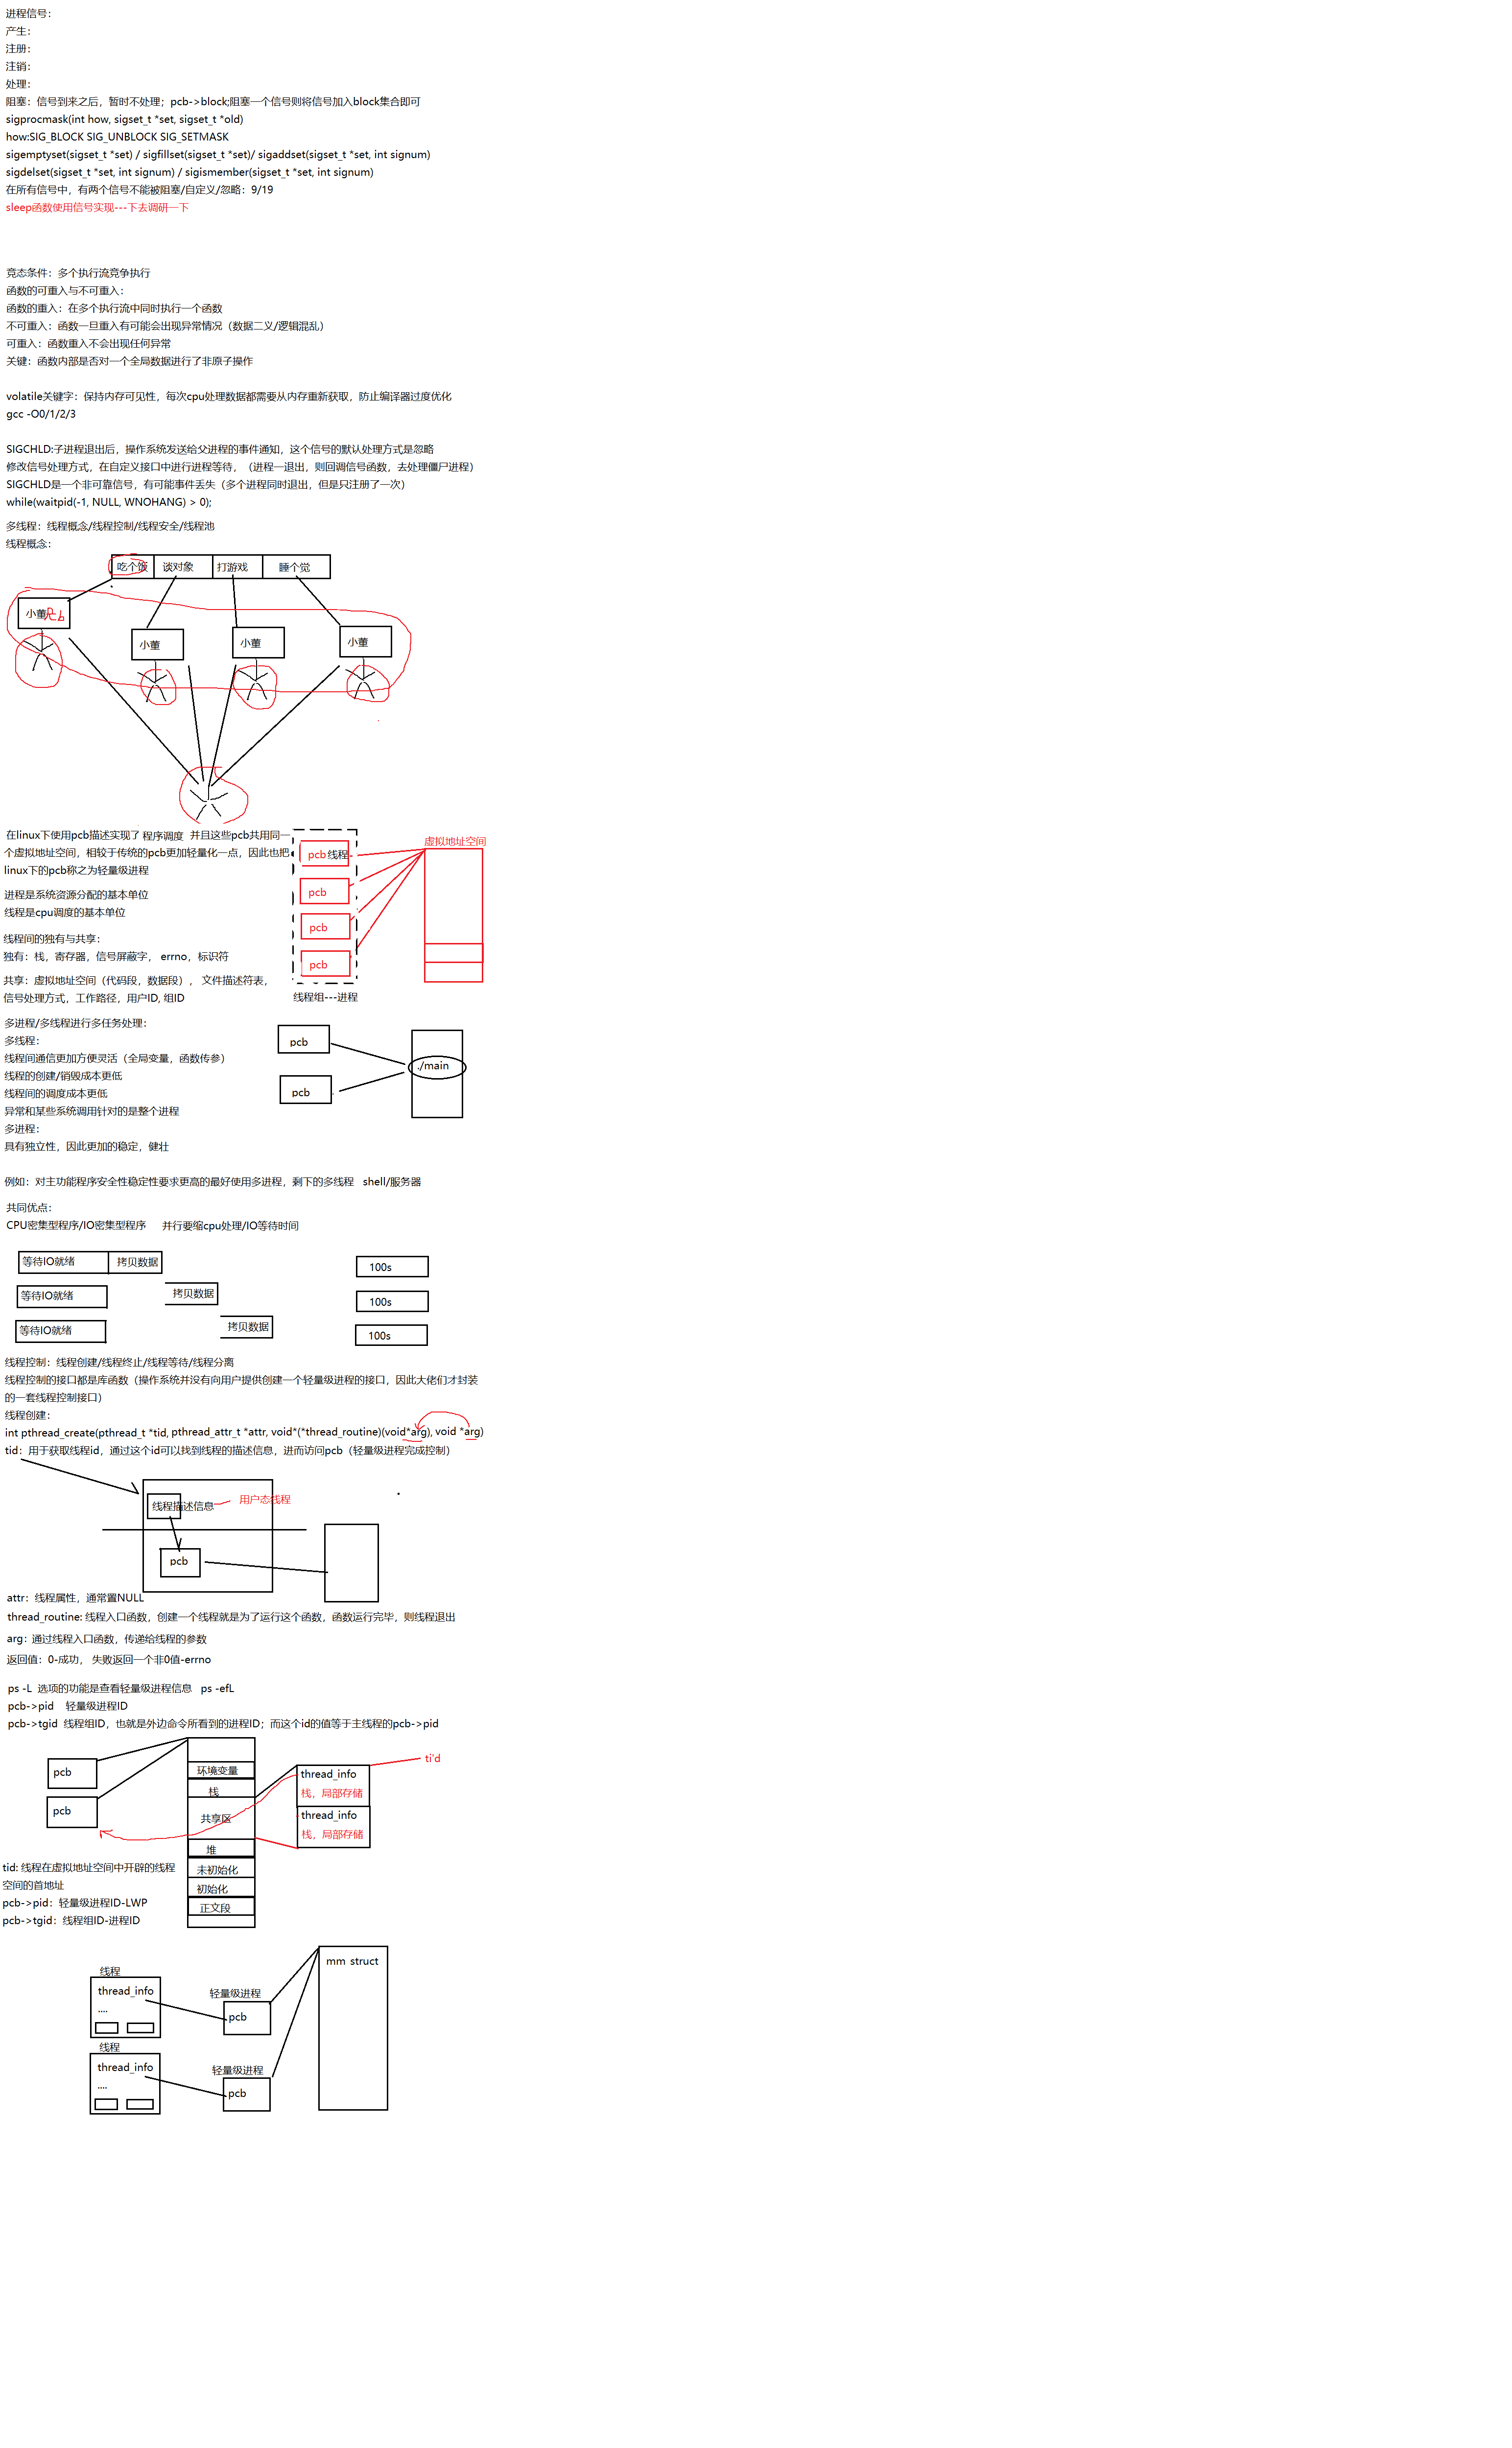 进程信号：
产生：
注册：
注销：
处理：
阻塞：信号到来之后，暂时不处理；pcb->block;阻塞一个信号则将信号加入block集合即可
sigprocmask(int how, sigset_t *set, sigset_t *old)
how:SIG_BLOCK SIG_UNBLOCK SIG_SETMASK
sigemptyset(sigset_t *set) / sigfillset(sigset_t *set)/ sigaddset(sigset_t *set, int signum)
sigdelset(sigset_t *set, int signum) / sigismember(sigset_t *set, int signum)
在所有信号中，有两个信号不能被阻塞/自定义/忽略：9/19
sleep函数使用信号实现---下去调研一下
竞态条件：多个执行流竞争执行
函数的可重入与不可重入：
函数的重入：在多个执行流中同时执行一个函数
不可重入：函数一旦重入有可能会出现异常情况（数据二义/逻辑混乱）
可重入：函数重入不会出现任何异常
关键：函数内部是否对一个全局数据进行了非原子操作
volatile关键字：保持内存可见性，每次cpu处理数据都需要从内存重新获取，防止编译器过度优化
gcc -O0/1/2/3
SIGCHLD:子进程退出后，操作系统发送给父进程的事件通知，这个信号的默认处理方式是忽略
修改信号处理方式，在自定义接口中进行进程等待，（进程一退出，则回调信号函数，去处理僵尸进程）
SIGCHLD是一个非可靠信号，有可能事件丢失（多个进程同时退出，但是只注册了一次）
while(waitpid(-1, NULL, WNOHANG) > 0);
多线程：线程概念/线程控制/线程安全/线程池
线程概念：
吃个饭 谈对象 打游戏 睡个觉
小董
小董 小董 小董
在linux下使用pcb描述实现了 程序调度 并且这些pcb共用同一
个虚拟地址空间，相较于传统的pcb更加轻量化一点，因此也把
linux下的pcb称之为轻量级进程
虚拟地址空间
pcb 线程
pcb
pcb
pcb
线程组---进程
进程是系统资源分配的基本单位
线程是cpu调度的基本单位
线程间的独有与共享：
独有：栈，寄存器，信号屏蔽字， errno，标识符
共享：虚拟地址空间（代码段，数据段）， 文件描述符表，
信号处理方式，工作路径，用户ID, 组ID
多进程/多线程进行多任务处理：
多线程：
线程间通信更加方便灵活（全局变量，函数传参）
线程的创建/销毁成本更低
线程间的调度成本更低
异常和某些系统调用针对的是整个进程
多进程：
具有独立性，因此更加的稳定，健壮
pcb
pcb
./main
例如：对主功能程序安全性稳定性要求更高的最好使用多进程，剩下的多线程 shell/服务器
共同优点：
CPU密集型程序/IO密集型程序 并行要缩cpu处理/IO等待时间
等待IO就绪 拷贝数据 100s
等待IO就绪 拷贝数据 100s
等待IO就绪 拷贝数据 100s
线程控制：线程创建/线程终止/线程等待/线程分离
线程控制的接口都是库函数（操作系统并没有向用户提供创建一个轻量级进程的接口，因此大佬们才封装
的一套线程控制接口）
线程创建：
int pthread_create(pthread_t *tid, pthread_attr_t *attr, void*(*thread_routine)(void*arg), void *arg)
tid：用于获取线程id，通过这个id可以找到线程的描述信息，进而访问pcb（轻量级进程完成控制）
线程描述信息 用户态线程
pcb
attr：线程属性，通常置NULL
thread_routine: 线程入口函数，创建一个线程就是为了运行这个函数，函数运行完毕，则线程退出
arg：通过线程入口函数，传递给线程的参数
返回值：0-成功， 失败返回一个非0值-errno
ps -L 选项的功能是查看轻量级进程信息 ps -efL
pcb->pid 轻量级进程ID
pcb->tgid 线程组ID，也就是外边命令所看到的进程ID；而这个id的值等于主线程的pcb->pid
pcb
pcb
环境变量
栈
共享区
堆
未初始化
初始化
正文段
ti'd
thread_info
栈，局部存储
thread_info
栈，局部存储
tid: 线程在虚拟地址空间中开辟的线程
空间的首地址
pcb->pid：轻量级进程ID-LWP
pcb->tgid：线程组ID-进程ID
mm_struct
线程
thread_info
....
轻量级进程
pcb
线程
thread_info
....
轻量级进程
pcb